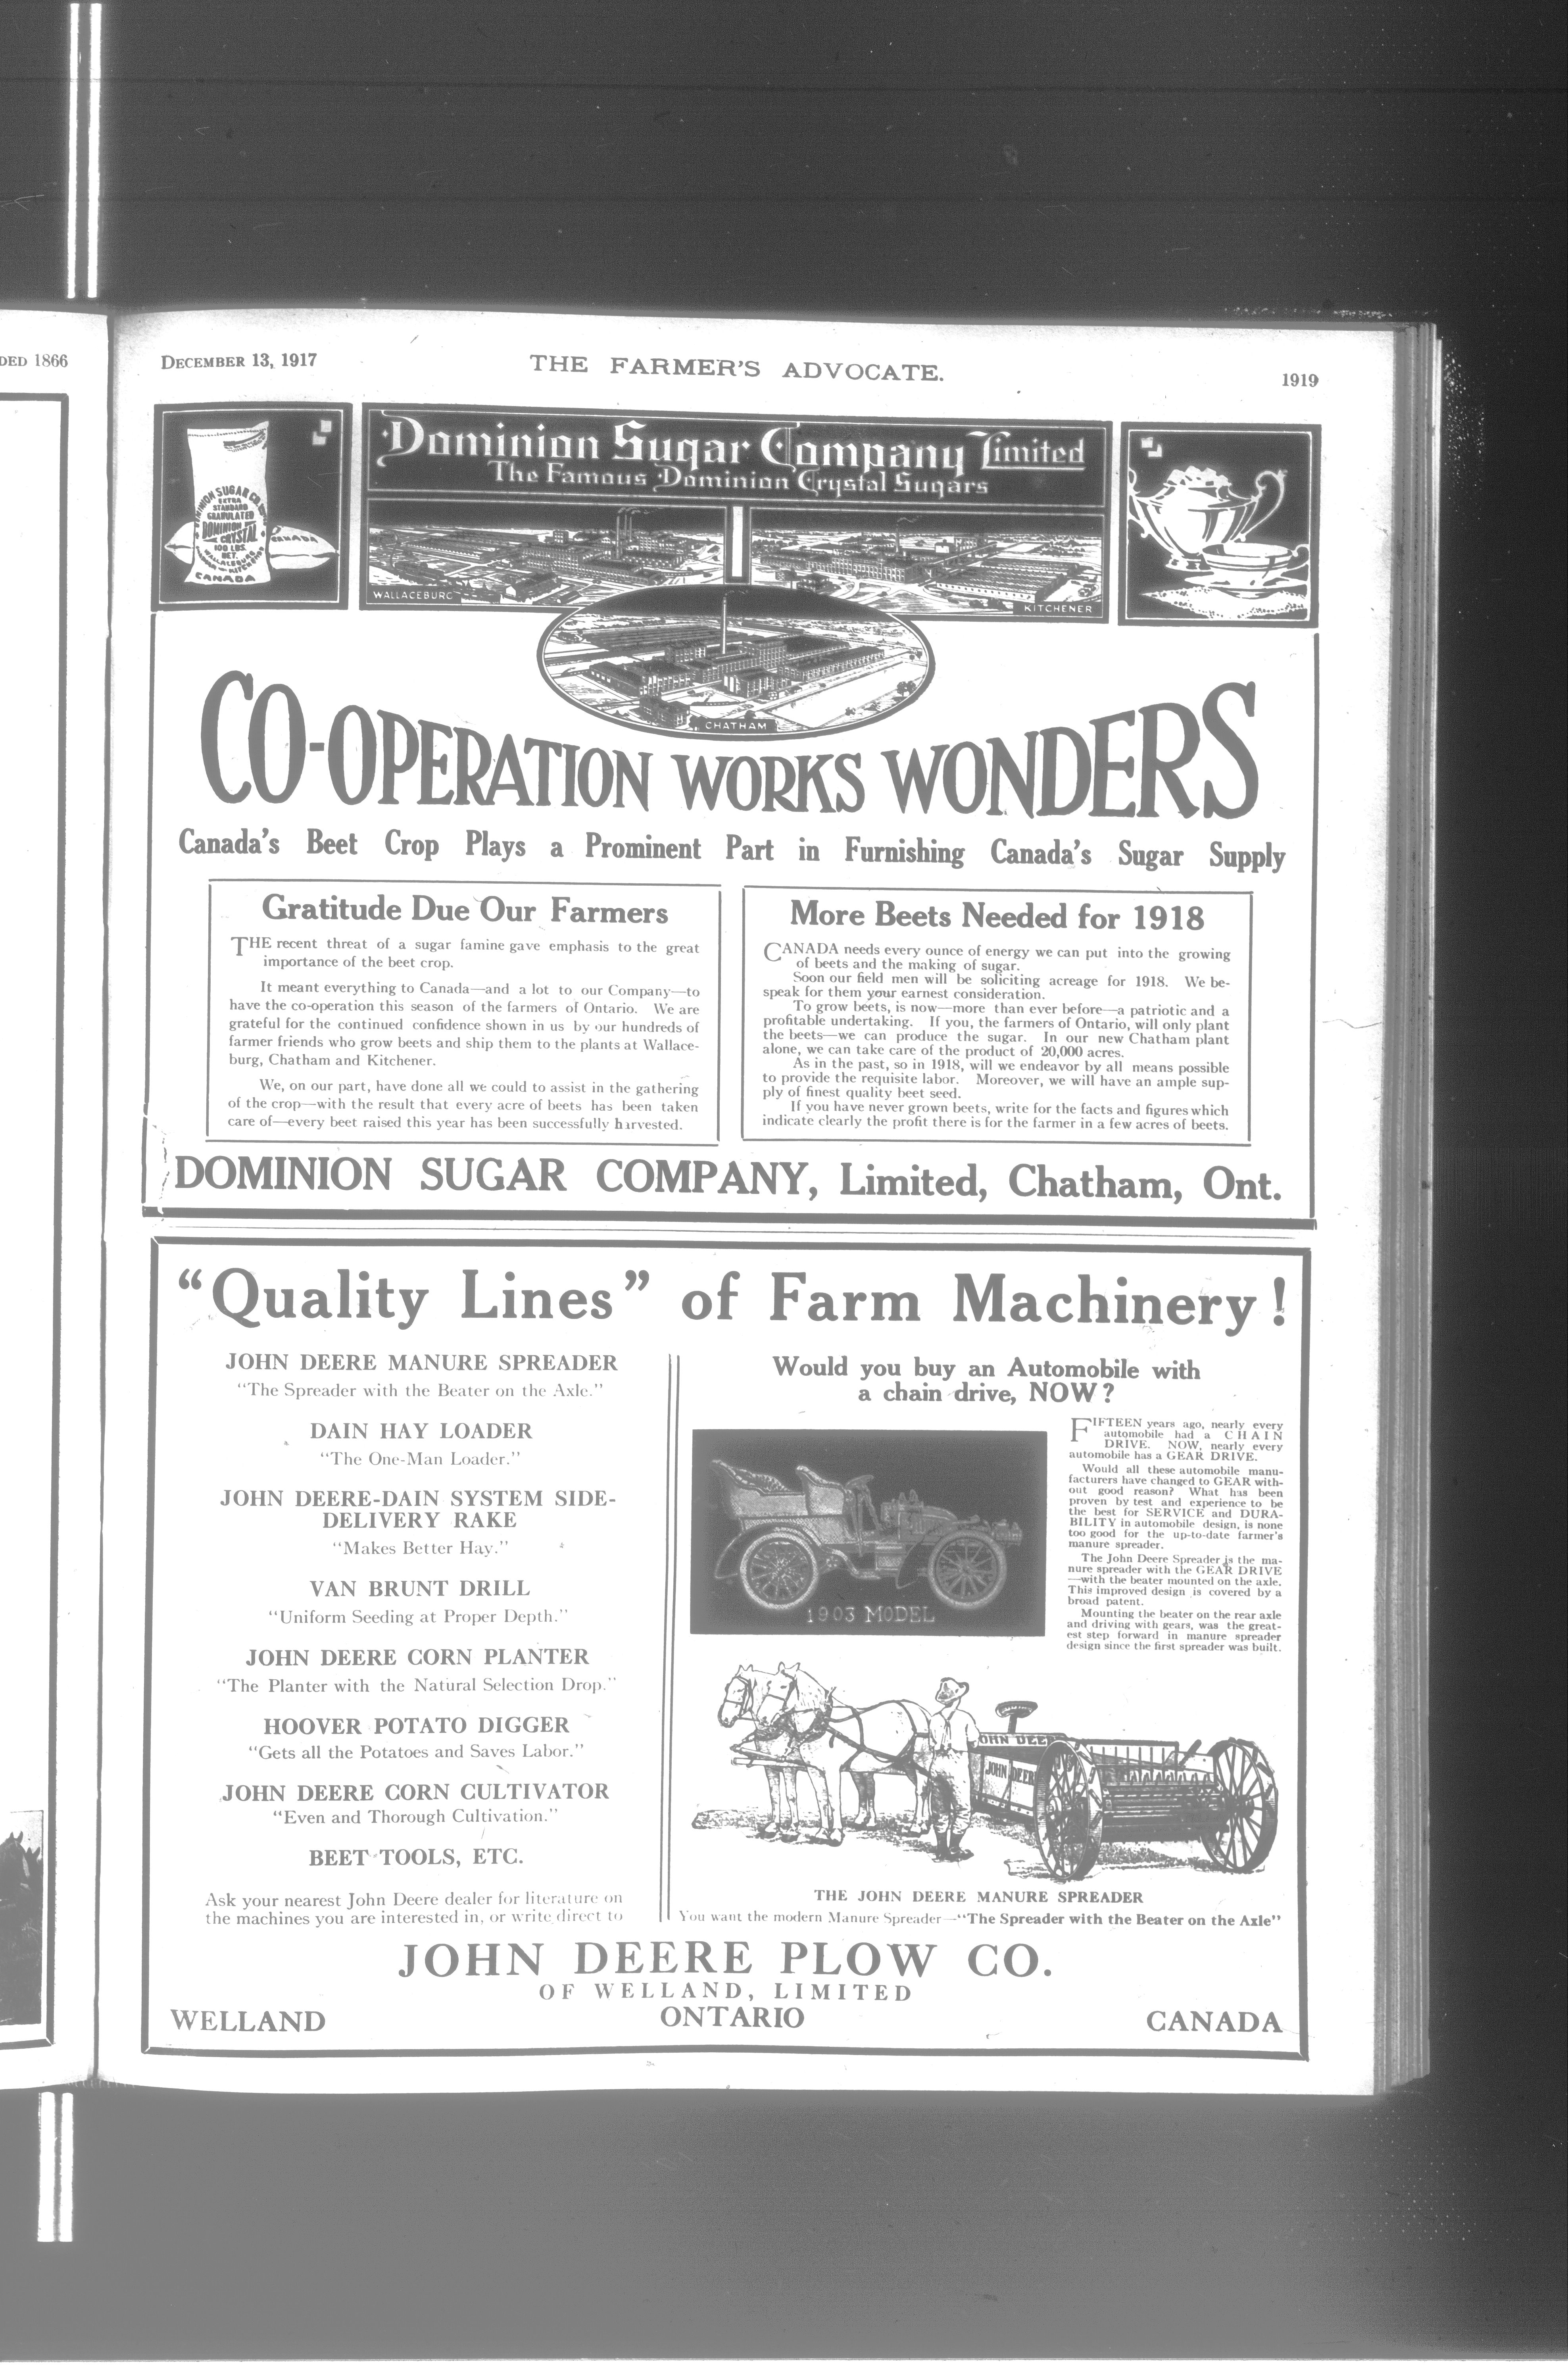 DED 1866
DECEMBER 13, 1917
THE FARMER'S ADVOCATE.
1919
Dominion Sugar Company Limited
The Famous Dominion Crystal Sugars
DOMINION SUGAR CO.
EXTRA
STANDARD
GRANULATED
DOMINION
CRYSTAL
100 LBS.
NET.
CANADA
CANADA
WALLACEBURG
KITCHENER
CHATHAM
CO-OPERATION WORKS WONDERS
Canada's Beet Crop Plays a Prominent Part in Furnishing Canada's Sugar Supply
Gratitude Due Our Farmers
THE recent threat of a sugar famine gave emphasis to the great
importance of the beet crop.
It meant everything to Canada—and a lot to our Company—to
have the co-operation this season of the farmers of Ontario. We are
grateful for the continued confidence shown in us by our hundreds of
farmer friends who grow beets and ship them to the plants at Wallace-
burg, Chatham and Kitchener.
We, on our part, have done all we could to assist in the gathering
of the crop—with the result that every acre of beets has been taken
care of—every beet raised this year has been successfully harvested.
More Beets Needed for 1918
CANADA needs every ounce of energy we can put into the growing
of beets and the making of sugar.
Soon our field men will be soliciting acreage for 1918. We be-
speak for them your earnest consideration.
To grow beets, is now—more than ever before—a patriotic and a
profitable undertaking. If you, the farmers of Ontario, will only plant
the beets—we can produce the sugar. In our new Chatham plant
alone, we can take care of the product of 20,000 acres.
As in the past, so in 1918, will we endeavor by all means possible
to provide the requisite labor. Moreover, we will have an ample sup-
ply of finest quality beet seed.
If you have never grown beets, write for the facts and figures which
indicate clearly the profit there is for the farmer in a few acres of beets.
DOMINION SUGAR COMPANY, Limited, Chatham, Ont.
"Quality Lines" of Farm Machinery!
JOHN DEERE MANURE SPREADER
"The Spreader with the Beater on the Axle."
DAIN HAY LOADER
"The One-Man Loader."
JOHN DEERE-DAIN SYSTEM SIDE-
DELIVERY RAKE
"Makes Better Hay."
VAN BRUNT DRILL
"Uniform Seeding at Proper Depth."
JOHN DEERE CORN PLANTER
"The Planter with the Natural Selection Drop."
HOOVER POTATO DIGGER
"Gets all the Potatoes and Saves Labor."
JOHN DEERE CORN CULTIVATOR
"Even and Thorough Cultivation."
BEET TOOLS, ETC.
Ask your nearest John Deere dealer for literature on
the machines you are interested in, or write direct to
Would you buy an Automobile with
a chain drive, NOW?
1903 MODEL
FIFTEEN years ago, nearly every
automobile had a CHAIN
DRIVE. NOW, nearly every
automobile has a GEAR DRIVE.
Would all these automobile manu-
facturers have changed to GEAR with-
out good reason? What has been
proven by test and experience to be
the best for SERVICE and DURA-
BILITY in automobile design, is none
too good for the up-to-date farmer's
manure spreader.
The John Deere Spreader is the ma-
nure spreader with the GEAR DRIVE
—with the beater mounted on the axle.
This improved design is covered by a
broad patent.
Mounting the beater on the rear axle
and driving with gears, was the great-
est step forward in manure spreader
design since the first spreader was built.
OHN DEE
JOHN DEER
THE JOHN DEERE MANURE SPREADER
You want the modern Manure Spreader—"The Spreader with the Beater on the Axle"
JOHN DEERE PLOW CO.
OF WELLAND, LIMITED
WELLAND
ONTARIO
CANADA